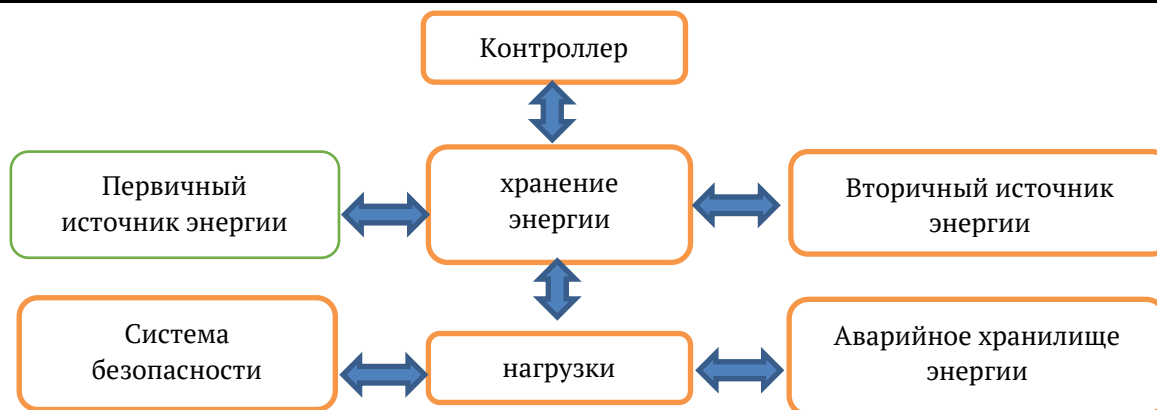 Контроллер
Первичный
источник энергии
хранение
энергии
Вторичный источник
энергии
Система
безопасности
нагрузки
Аварийное хранилище
энергии